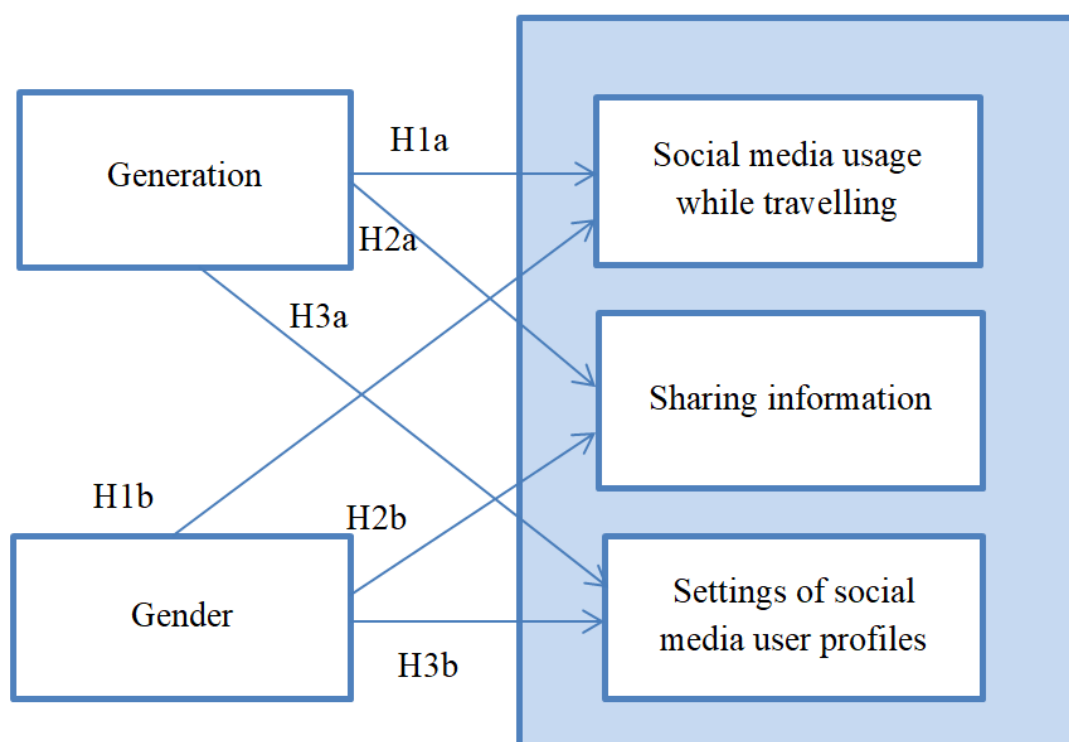 Generation
H1a
Social media usage
while travelling
H2a
H3a
Sharing information
H1b
H2b
Gender
Settings of social
media user profiles
H3b